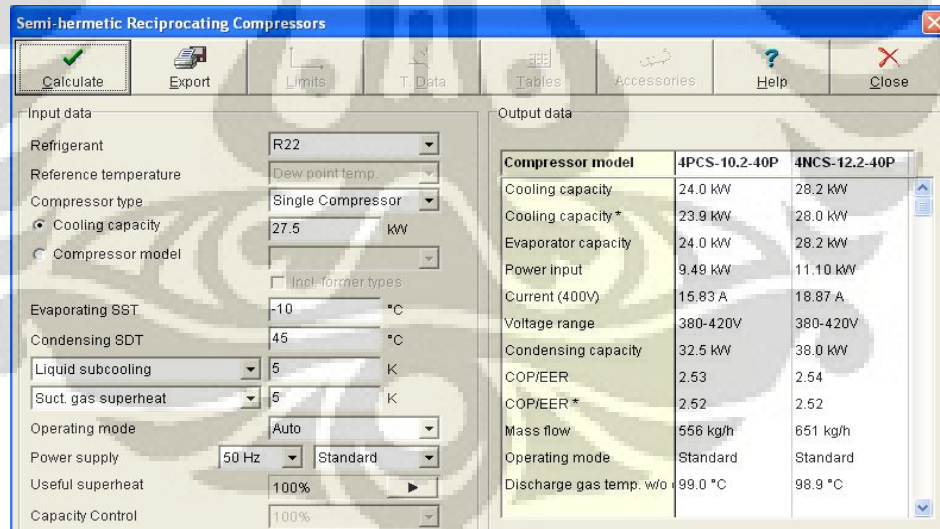 Semi-hermetic Reciprocating Compressors
Calculate Export Limits T. Data Tables Accessories Help Close
Input data
Refrigerant R22
Reference temperature Dew point temp.
Compressor type Single Compressor
Cooling capacity 27.5 kW
Compressor model
Incl. former types
Evaporating SST -10 °C
Condensing SDT 45 °C
Liquid subcooling 5 K
Suct. gas superheat 5 K
Operating mode Auto
Power supply 50 Hz Standard
Useful superheat 100%
Capacity Control 100%
Output data
Compressor model 4PCS-10.2-40P 4NCS-12.2-40P
Cooling capacity 24.0 kW 28.2 kW
Cooling capacity * 23.9 kW 28.0 kW
Evaporator capacity 24.0 kW 28.2 kW
Power input 9.49 kW 11.10 kW
Current (400V) 15.83 A 18.87 A
Voltage range 380-420V 380-420V
Condensing capacity 32.5 kW 38.0 kW
COP/EER 2.53 2.54
COP/EER * 2.52 2.52
Mass flow 556 kg/h 651 kg/h
Operating mode Standard Standard
Discharge gas temp. w/o 99.0 °C 98.9 °C